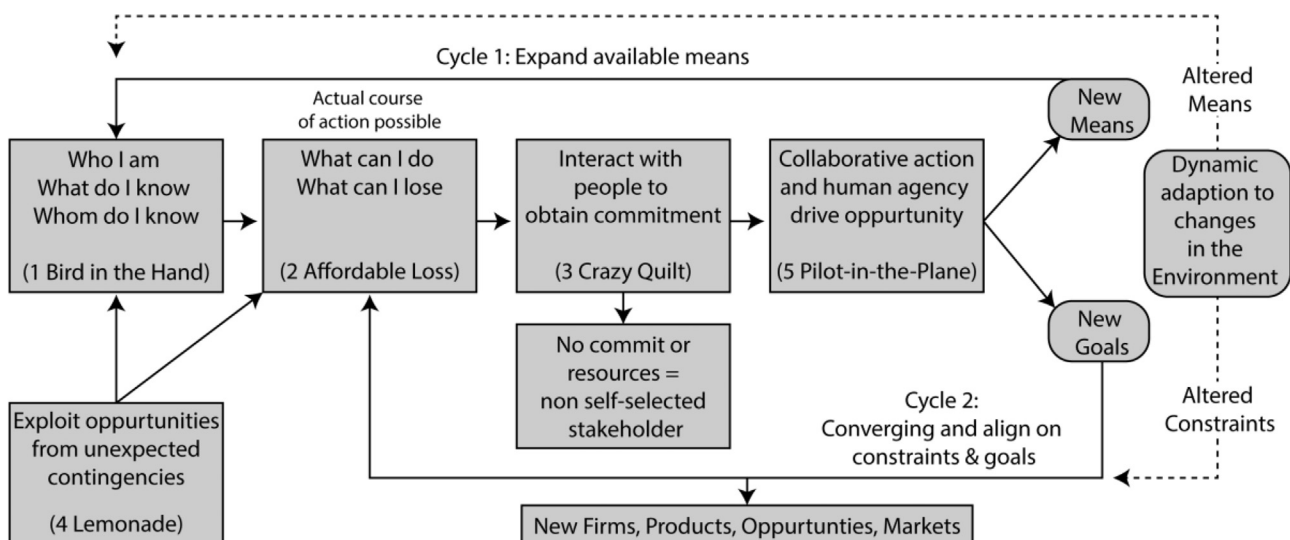 Cycle 1: Expand available means
Altered
Means
New
Means
Actual course
of action possible
Who I am
What do I know
Whom do I know
(1 Bird in the Hand)
What can I do
What can I lose
(2 Affordable Loss)
Interact with
people to
obtain commitment
(3 Crazy Quilt)
Collaborative action
and human agency
drive oppurtunity
(5 Pilot-in-the-Plane)
Dynamic
adaption to
changes
in the
Environment
New
Goals
No commit or
resources =
non self-selected
stakeholder
Exploit oppurtunities
from unexpected
contingencies
(4 Lemonade)
Cycle 2:
Converging and align on
constraints & goals
Altered
Constraints
New Firms, Products, Oppurtunties, Markets